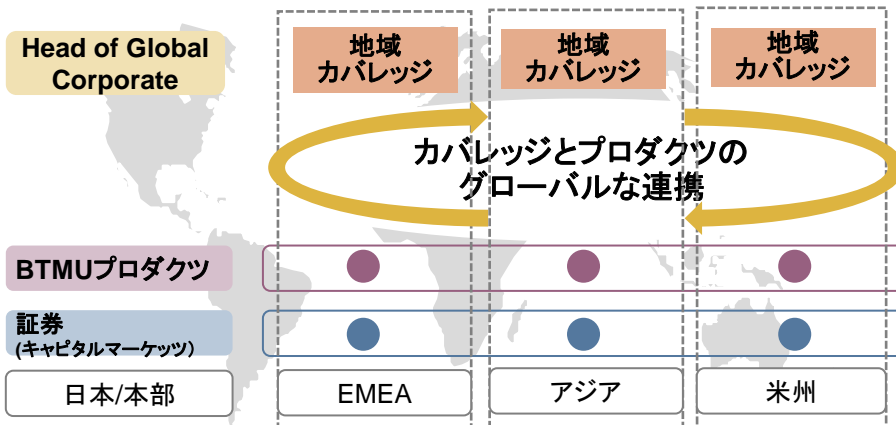 Head of Global
Corporate
地域
カバレッジ
地域
カバレッジ
地域
カバレッジ
カバレッジとプロダクツの
グローバルな連携
BTMUプロダクツ
証券
(キャピタルマーケッツ)
日本/本部
EMEA
アジア
米州